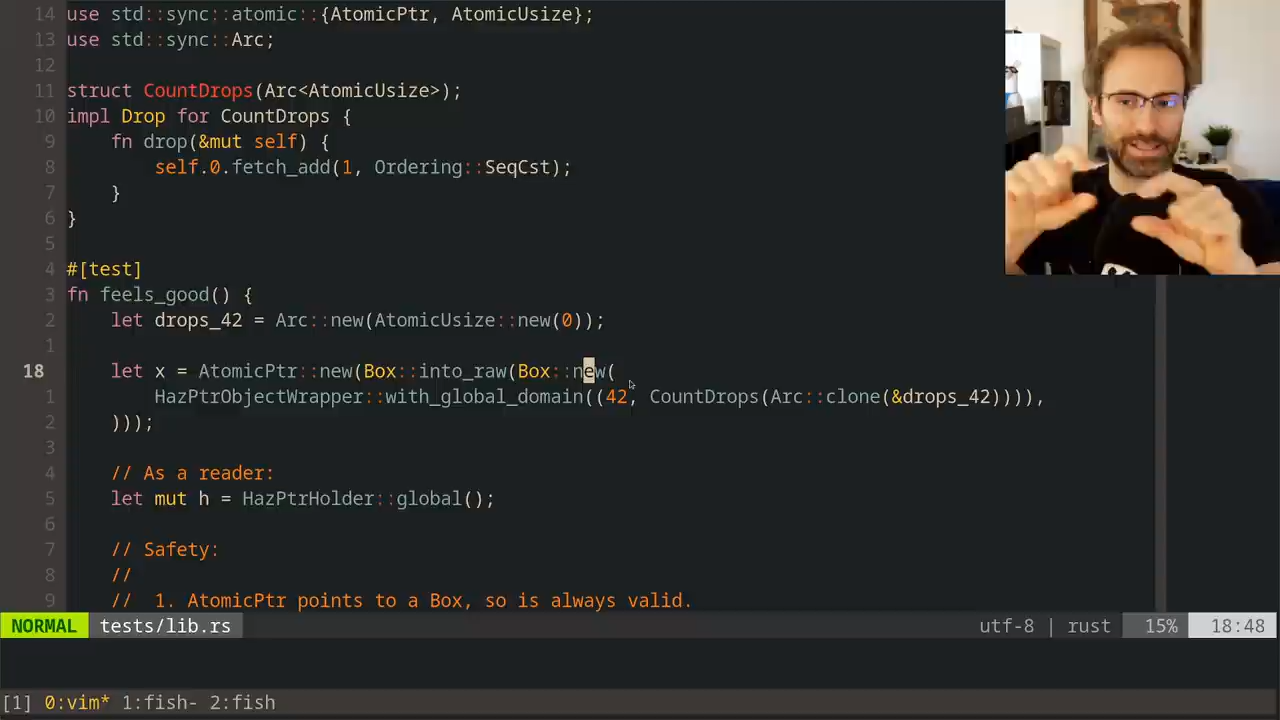 14 use std::sync::atomic::{AtomicPtr, AtomicUsize};
13 use std::sync::Arc;
12
11 struct CountDrops(Arc<AtomicUsize>);
10 impl Drop for CountDrops {
9     fn drop(&mut self) {
8         self.0.fetch_add(1, Ordering::SeqCst);
7     }
6 }
5
4 #[test]
3 fn feels_good() {
2     let drops_42 = Arc::new(AtomicUsize::new(0));
1
18     let x = AtomicPtr::new(Box::into_raw(Box::new(
1         HazPtrObjectWrapper::with_global_domain((42, CountDrops(Arc::clone(&drops_42)))),
2     )));
3
4     // As a reader:
5     let mut h = HazPtrHolder::global();
6
7     // Safety:
8     //
9     //  1. AtomicPtr points to a Box, so is always valid.
NORMAL tests/lib.rs utf-8 | rust 15% 18:48
[1] 0:vim* 1:fish- 2:fish